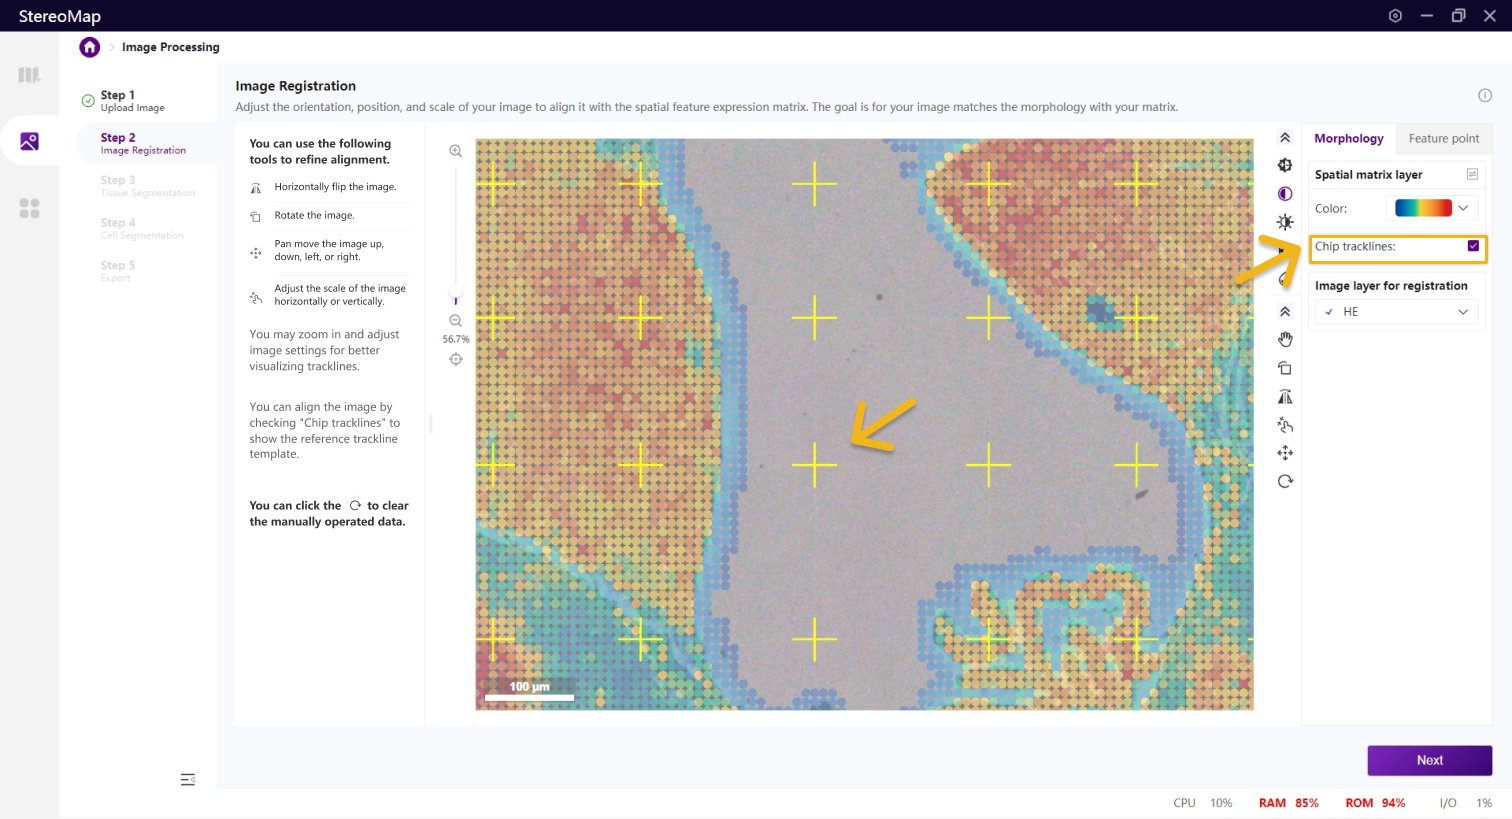 StereoMap
Image Processing
Step 1
Upload Image
Step 2
Image Registration
Step 3
Tissue Segmentation
Step 4
Cell Segmentation
Step 5
Export
Image Registration
Adjust the orientation, position, and scale of your image to align it with the spatial feature expression matrix. The goal is for your image matches the morphology with your matrix.
You can use the following
tools to refine alignment.
Horizontally flip the image.
Rotate the image.
Pan move the image up,
down, left, or right.
Adjust the scale of the image
horizontally or vertically.
You may zoom in and adjust
image settings for better
visualizing tracklines.
You can align the image by
checking "Chip tracklines" to
show the reference trackline
template.
You can click the to clear
the manually operated data.
56.7%
100 μm
Morphology
Feature point
Spatial matrix layer
Color:
Chip tracklines:
Image layer for registration
HE
Next
CPU 10% RAM 85% ROM 94% I/O 1%